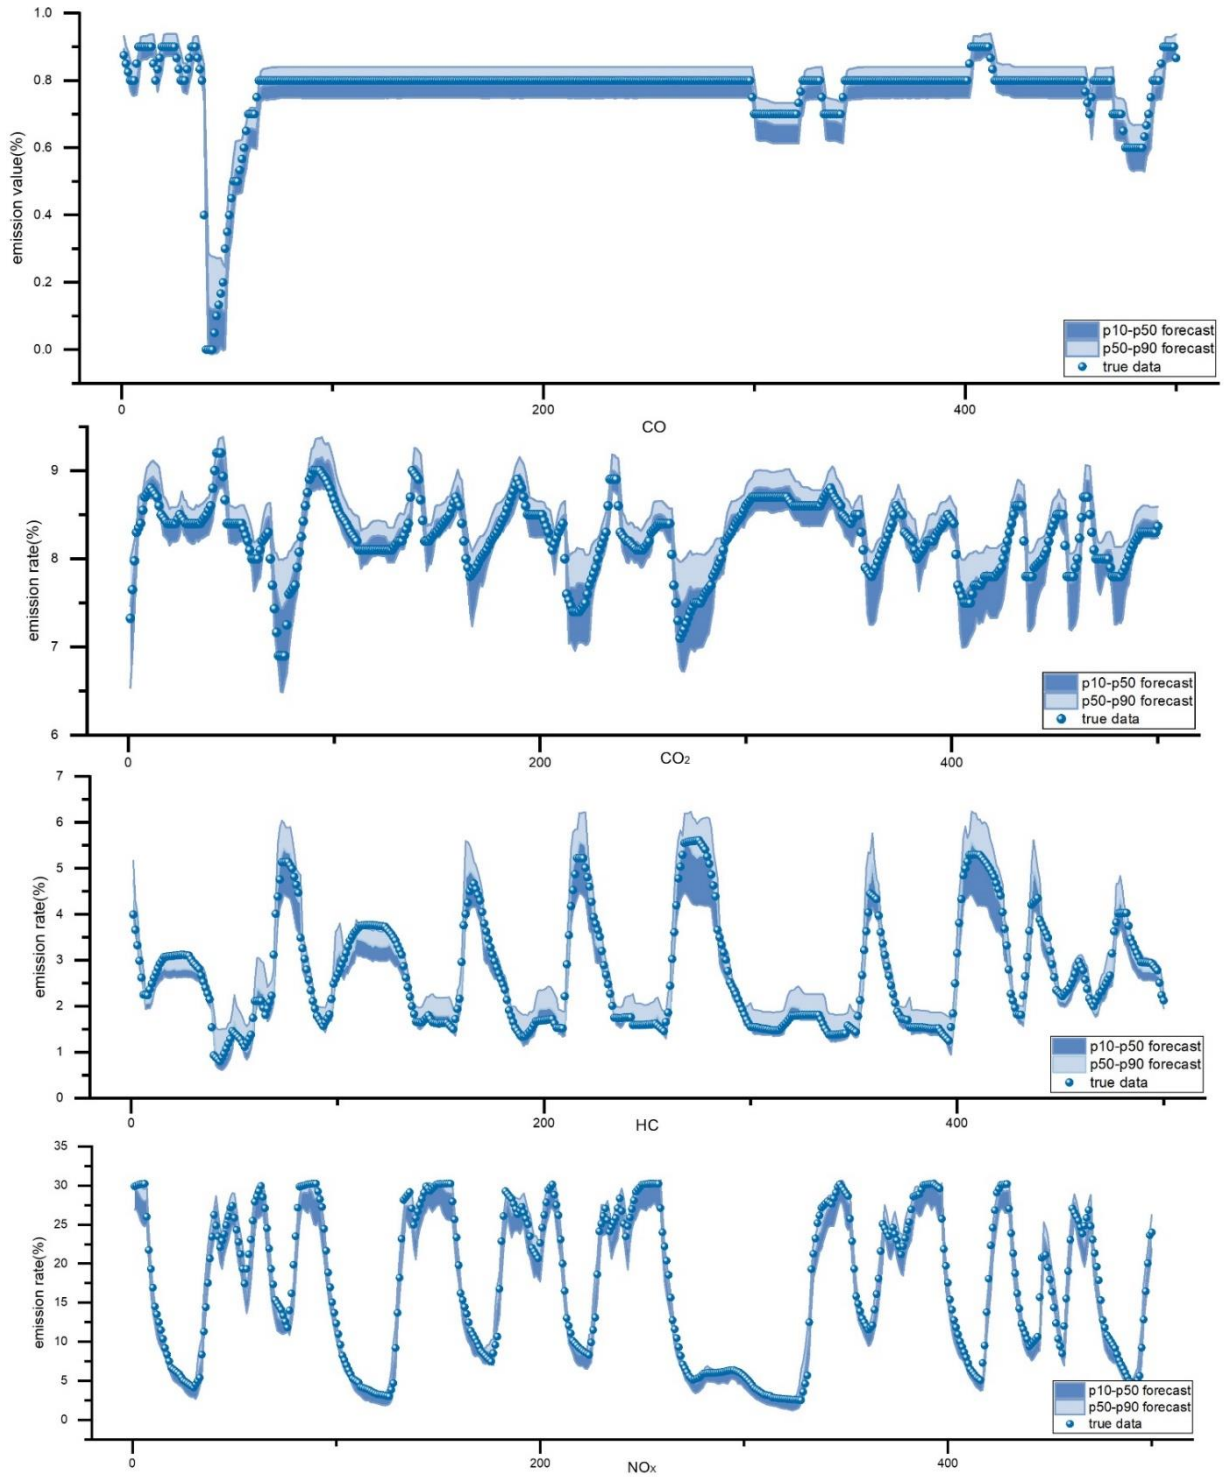 1.0
0.8
0.6
0.4
0.2
0.0
emission value(%)
p10-p50 forecast
p50-p90 forecast
true data
0 200 400
CO
9
8
7
6
emission rate(%)
p10-p50 forecast
p50-p90 forecast
true data
0 200 400
CO2
7
6
5
4
3
2
1
0
emission rate(%)
p10-p50 forecast
p50-p90 forecast
true data
0 200 400
HC
35
30
25
20
15
10
5
0
emission rate(%)
p10-p50 forecast
p50-p90 forecast
true data
0 200 400
NOx